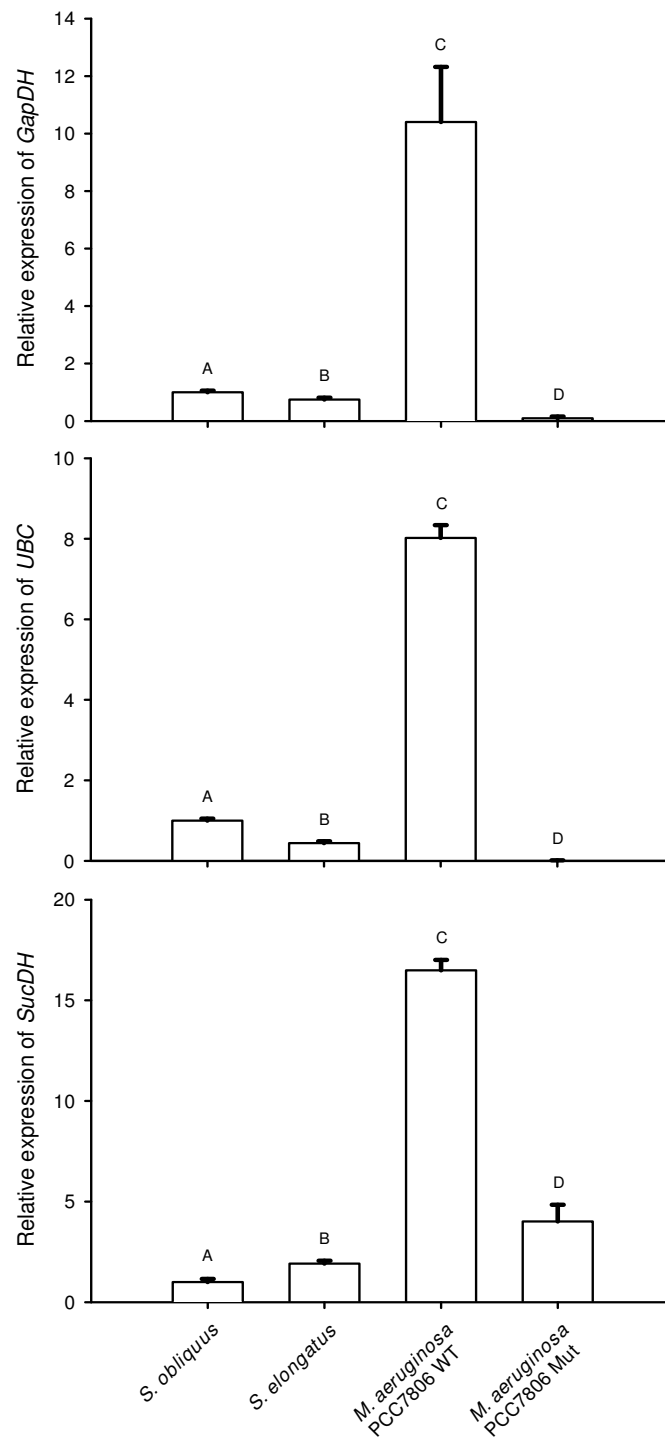 Relative expression of GapDH
14
12
10
8
6
4
2
0
A
B
C
D
Relative expression of UBC
10
8
6
4
2
0
A
B
C
D
Relative expression of SucDH
20
15
10
5
0
A
B
C
D
S. obliquus
S. elongatus
M. aeruginosa
PCC7806 WT
M. aeruginosa
PCC7806 Mut